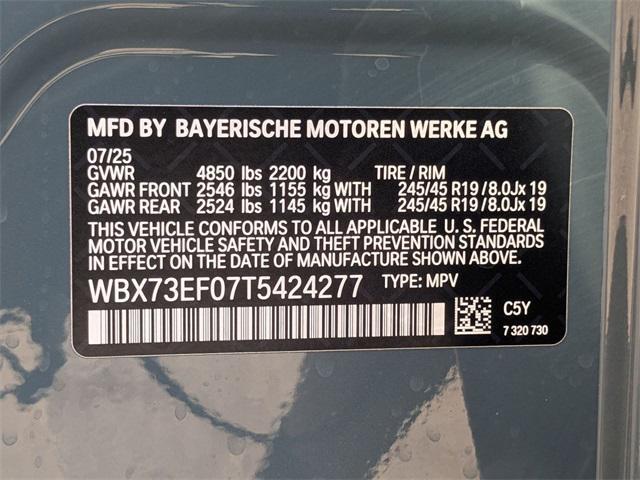 MFD BY BAYERISCHE MOTOREN WERKE AG
07/25
GVWR 4850 lbs 2200 kg TIRE / RIM
GAWR FRONT 2546 lbs 1155 kg WITH 245/45 R19 / 8.0Jx 19
GAWR REAR 2524 lbs 1145 kg WITH 245/45 R19 / 8.0Jx 19
THIS VEHICLE CONFORMS TO ALL APPLICABLE U. S. FEDERAL
MOTOR VEHICLE SAFETY AND THEFT PREVENTION STANDARDS
IN EFFECT ON THE DATE OF MANUFACTURE SHOWN ABOVE.
WBX73EF07T5424277 TYPE: MPV
C5Y
7 320 730